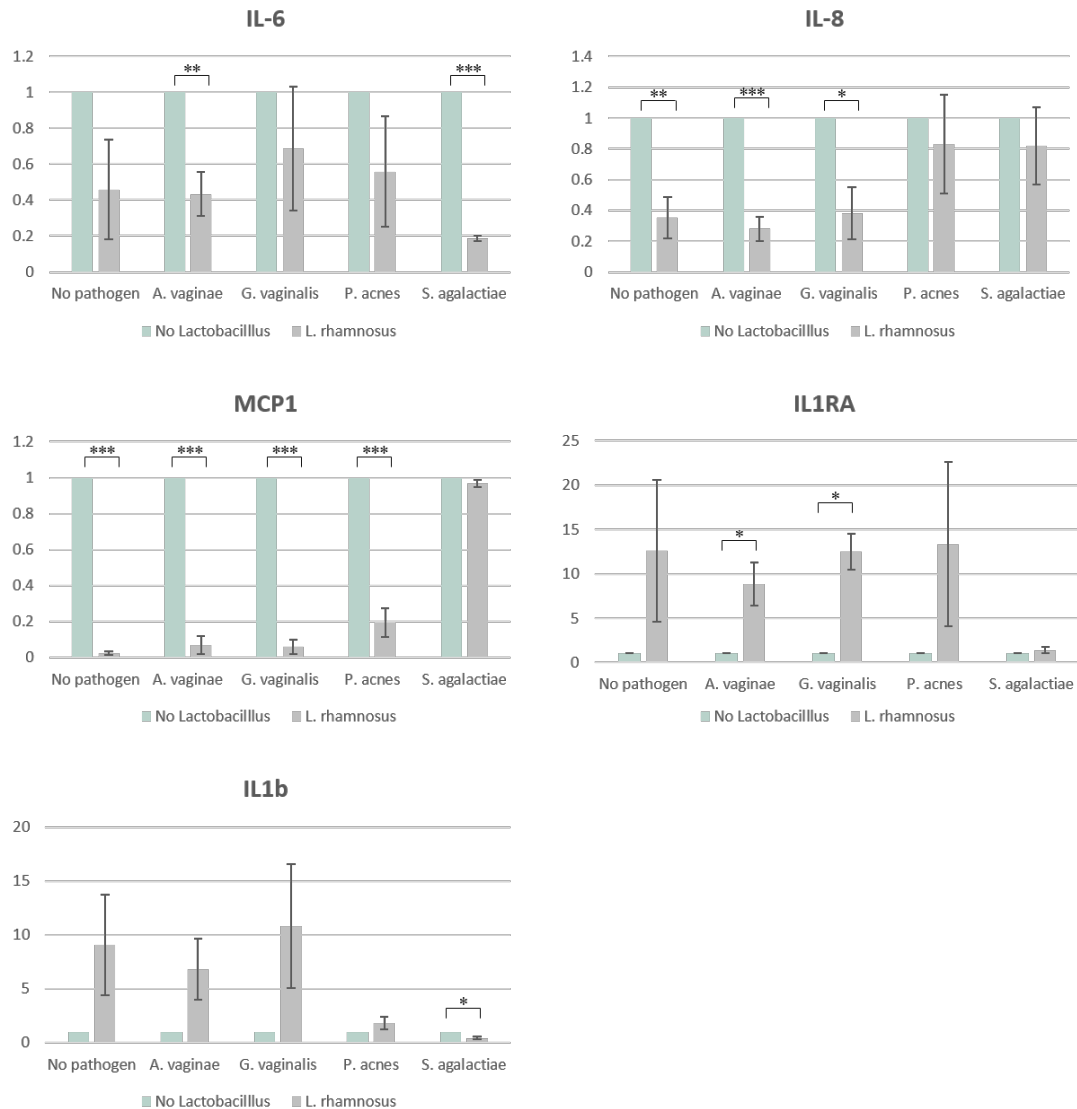 IL-6
1.2
1
0.8
0.6
0.4
0.2
0
** ***
No pathogen A. vaginae G. vaginalis P. acnes S. agalactiae
No Lactobacilllus L. rhamnosus
IL-8
1.4
1.2
1
0.8
0.6
0.4
0.2
0
** *** *
No pathogen A. vaginae G. vaginalis P. acnes S. agalactiae
No Lactobacilllus L. rhamnosus
MCP1
1.2
1
0.8
0.6
0.4
0.2
0
*** *** *** ***
No pathogen A. vaginae G. vaginalis P. acnes S. agalactiae
No Lactobacilllus L. rhamnosus
IL1RA
25
20
15
10
5
0
* *
No pathogen A. vaginae G. vaginalis P. acnes S. agalactiae
No Lactobacilllus L. rhamnosus
IL1b
20
15
10
5
0
*
No pathogen A. vaginae G. vaginalis P. acnes S. agalactiae
No Lactobacilllus L. rhamnosus